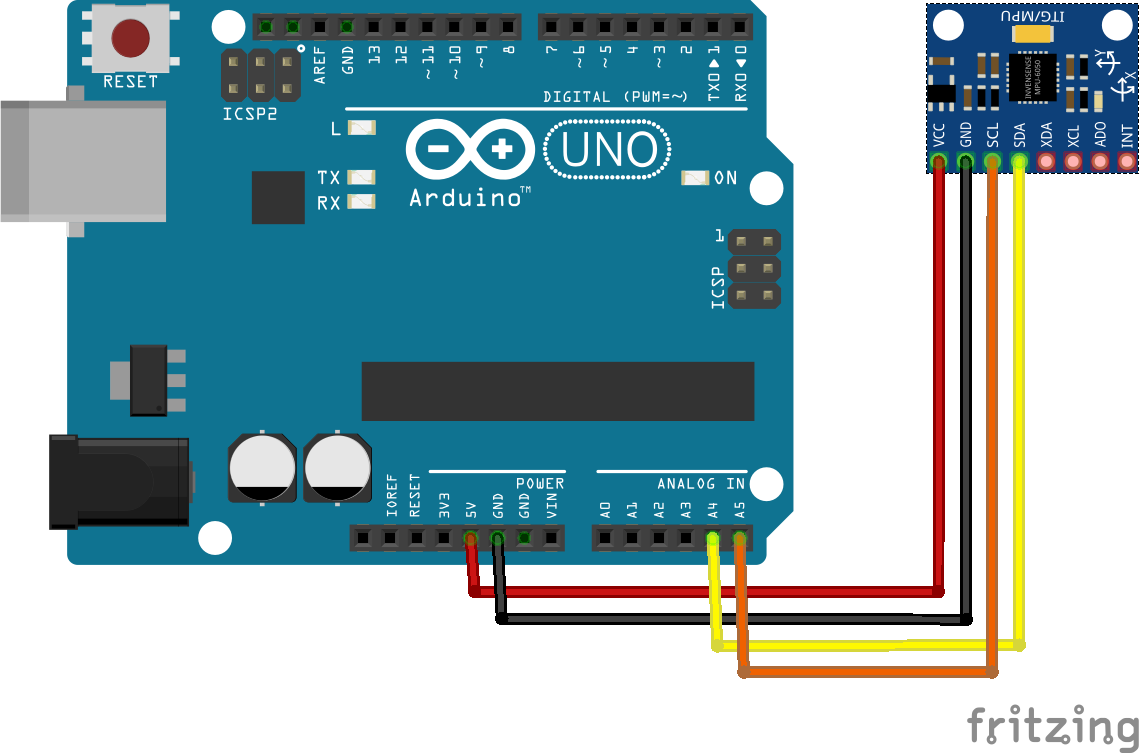 RESET
ICSP2
AREF
GND
13
12
~11
~10
~9
8
7
~6
~5
4
~3
2
TX0▶1
RX0◀0
DIGITAL (PWM=~)
L
TX
RX
UNO
Arduino™
ON
1
ICSP
IOREF
RESET
3V3
5V
GND
GND
VIN
POWER
ANALOG IN
A0
A1
A2
A3
A4
A5
ITG/MPU
INVENSENSE
MPU-6050
Y
X
VCC
GND
SCL
SDA
XDA
XCL
ADO
INT
fritzing